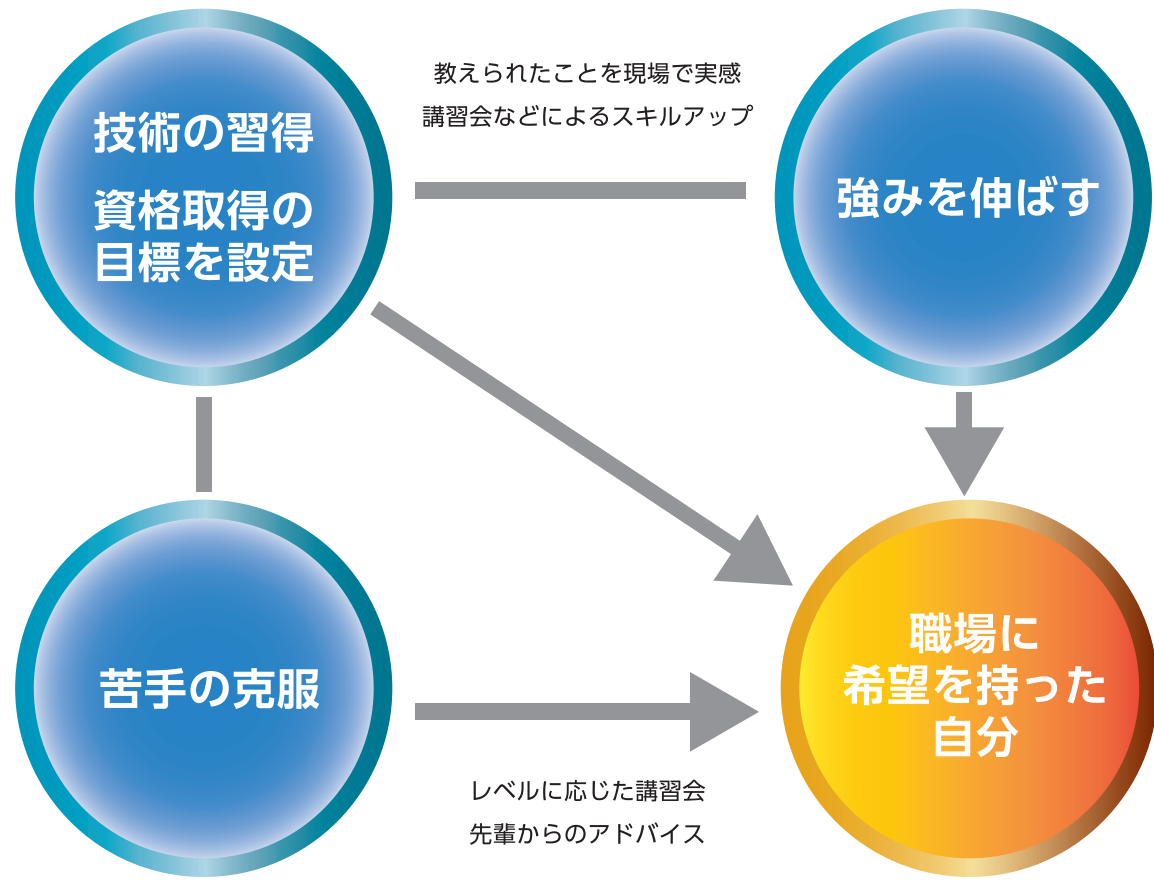 技術の習得
資格取得の
目標を設定
教えられたことを現場で実感
講習会などによるスキルアップ
強みを伸ばす
苦手の克服
レベルに応じた講習会
先輩からのアドバイス
職場に
希望を持った
自分